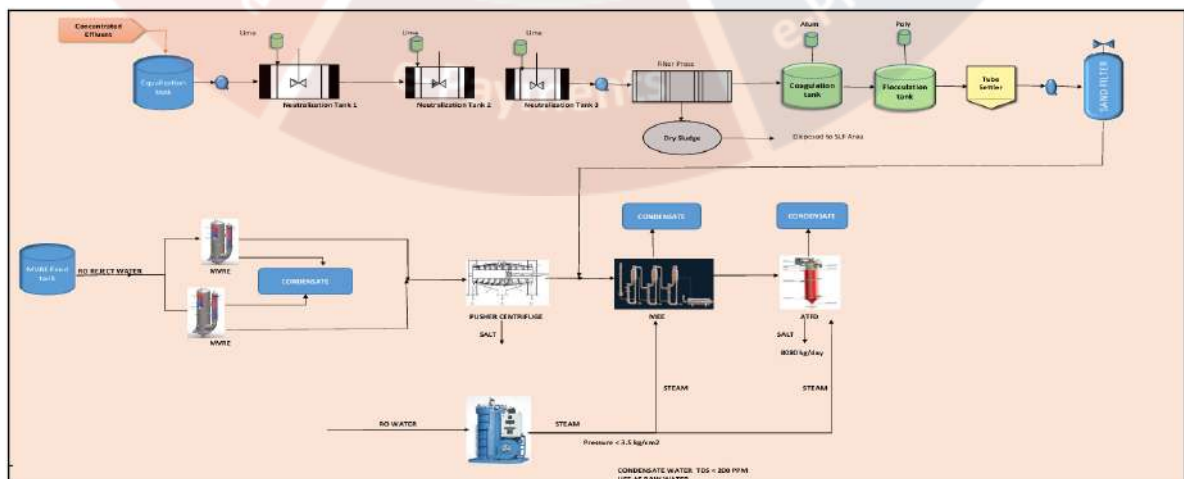 Concentrated
Effluent
Lime
Lime
Lime
Alum
Poly
Equalization
tank
Neutralization Tank 1
Neutralization Tank 2
Neutralization Tank 3
Filter Press
Coagulation
tank
Flocculation
tank
Tube
Settler
SAND FILTER
Dry Sludge
Disposed to SLF Area
e-Payments
e-P
MVRE Feed
tank
RO REJECT WATER
MVRE
CONDENSATE
MVRE
PUSHER CENTRIFUGE
SALT
CONDENSATE
MEE
CONDENSATE
ATFD
SALT
8080 kg/day
STEAM
STEAM
RO WATER
STEAM
Pressure < 3.5 kg/cm2
CONDENSATE WATER TDS < 200 PPM